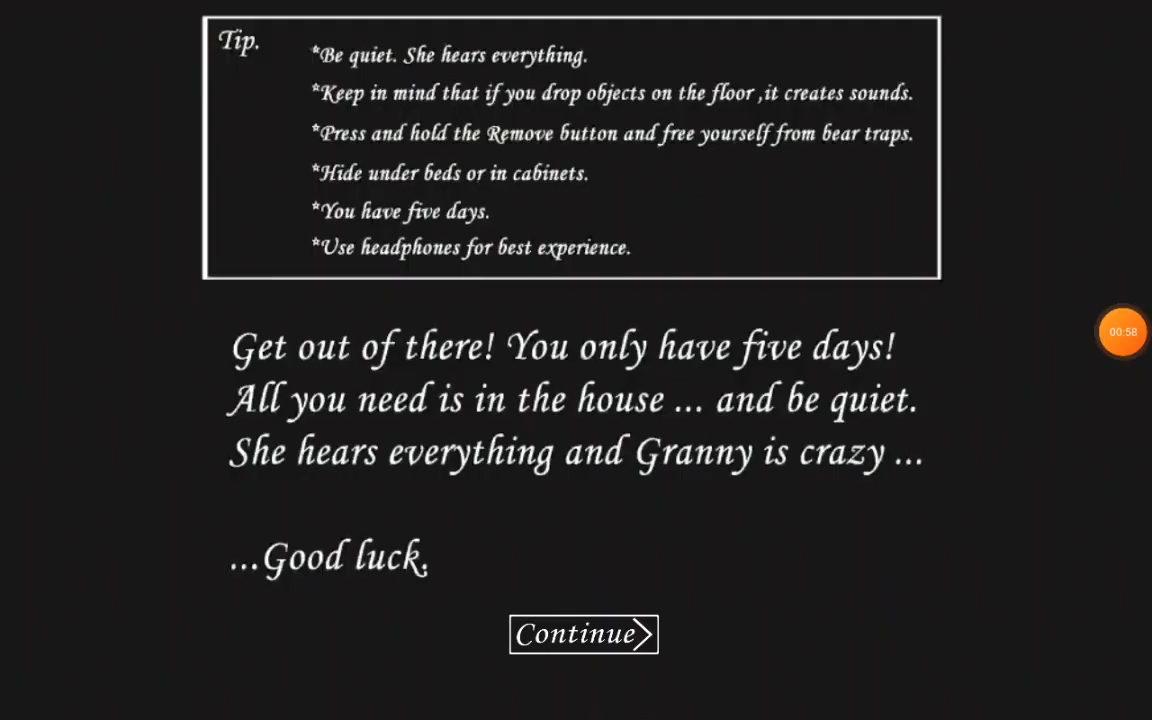 Tip.
*Be quiet. She hears everything.
*Keep in mind that if you drop objects on the floor ,it creates sounds.
*Press and hold the Remove button and free yourself from bear traps.
*Hide under beds or in cabinets.
*You have five days.
*Use headphones for best experience.
Get out of there! You only have five days!
All you need is in the house ... and be quiet.
She hears everything and Granny is crazy ...
...Good luck.
Continue>
00:58